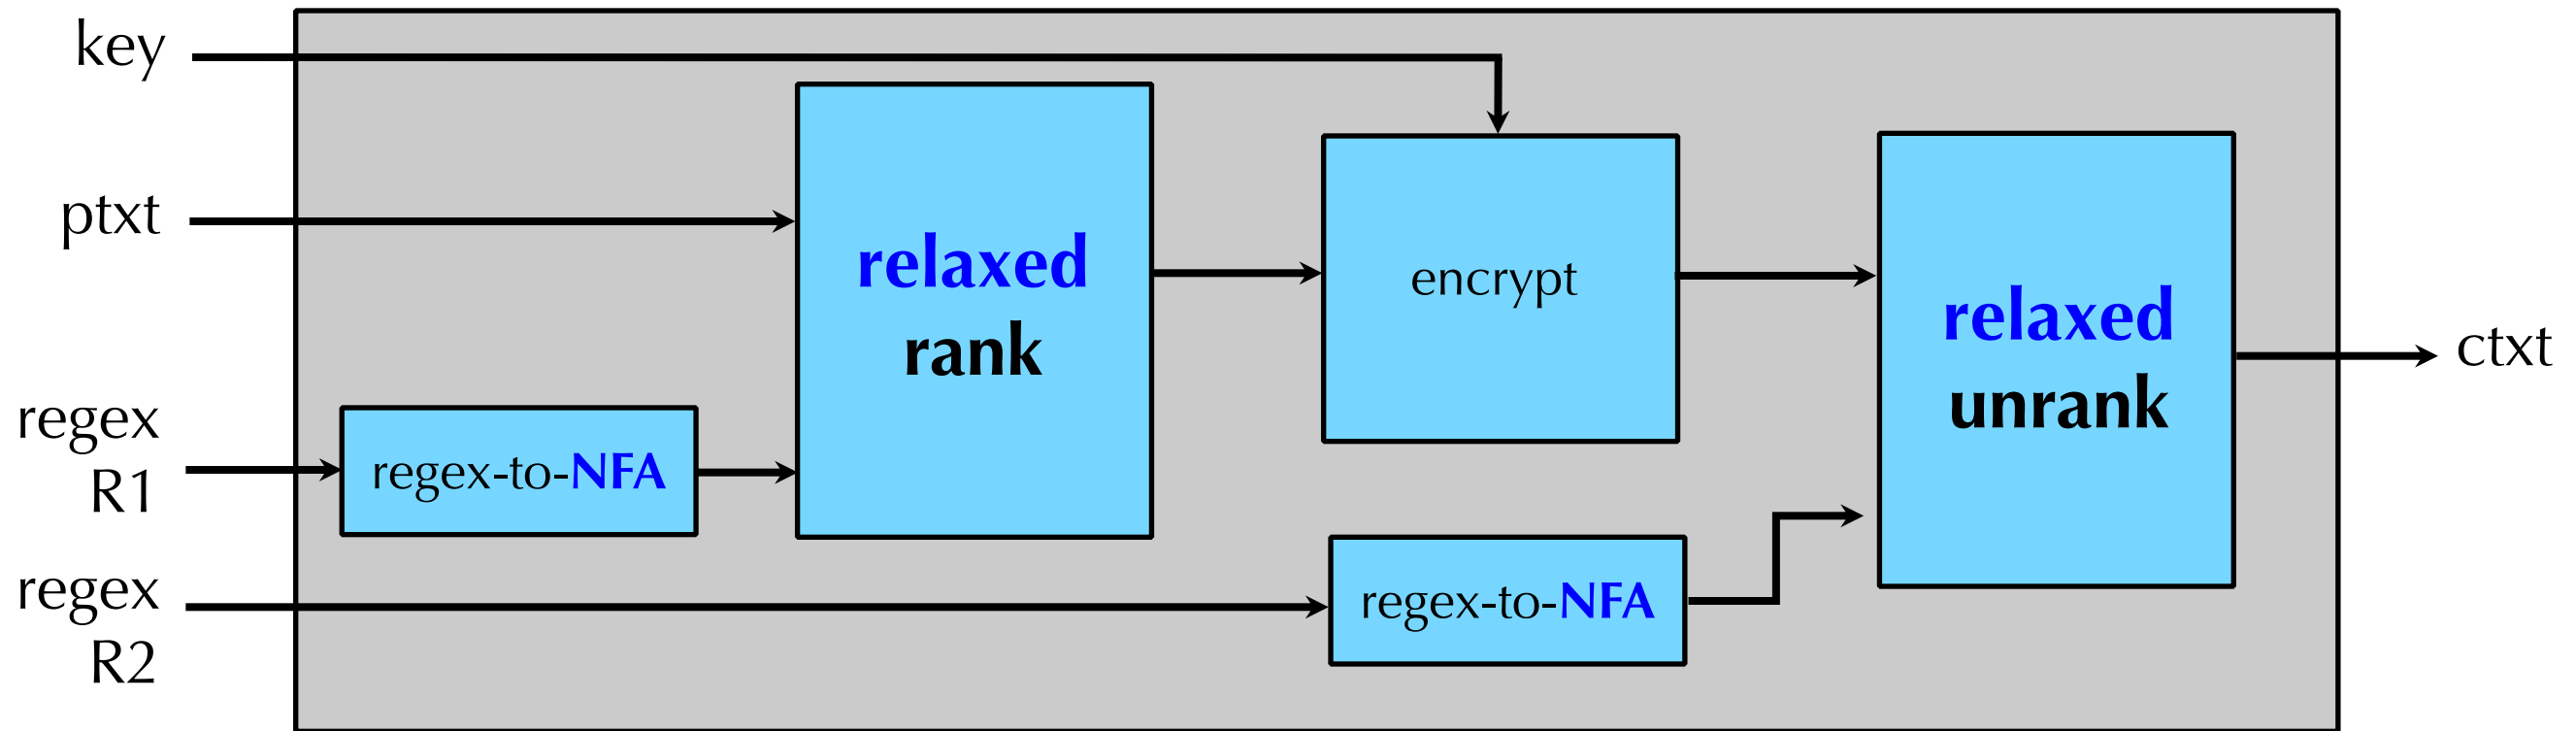 key
ptxt
regex
R1
regex
R2
regex-to-NFA
relaxed
rank
encrypt
regex-to-NFA
relaxed
unrank
ctxt